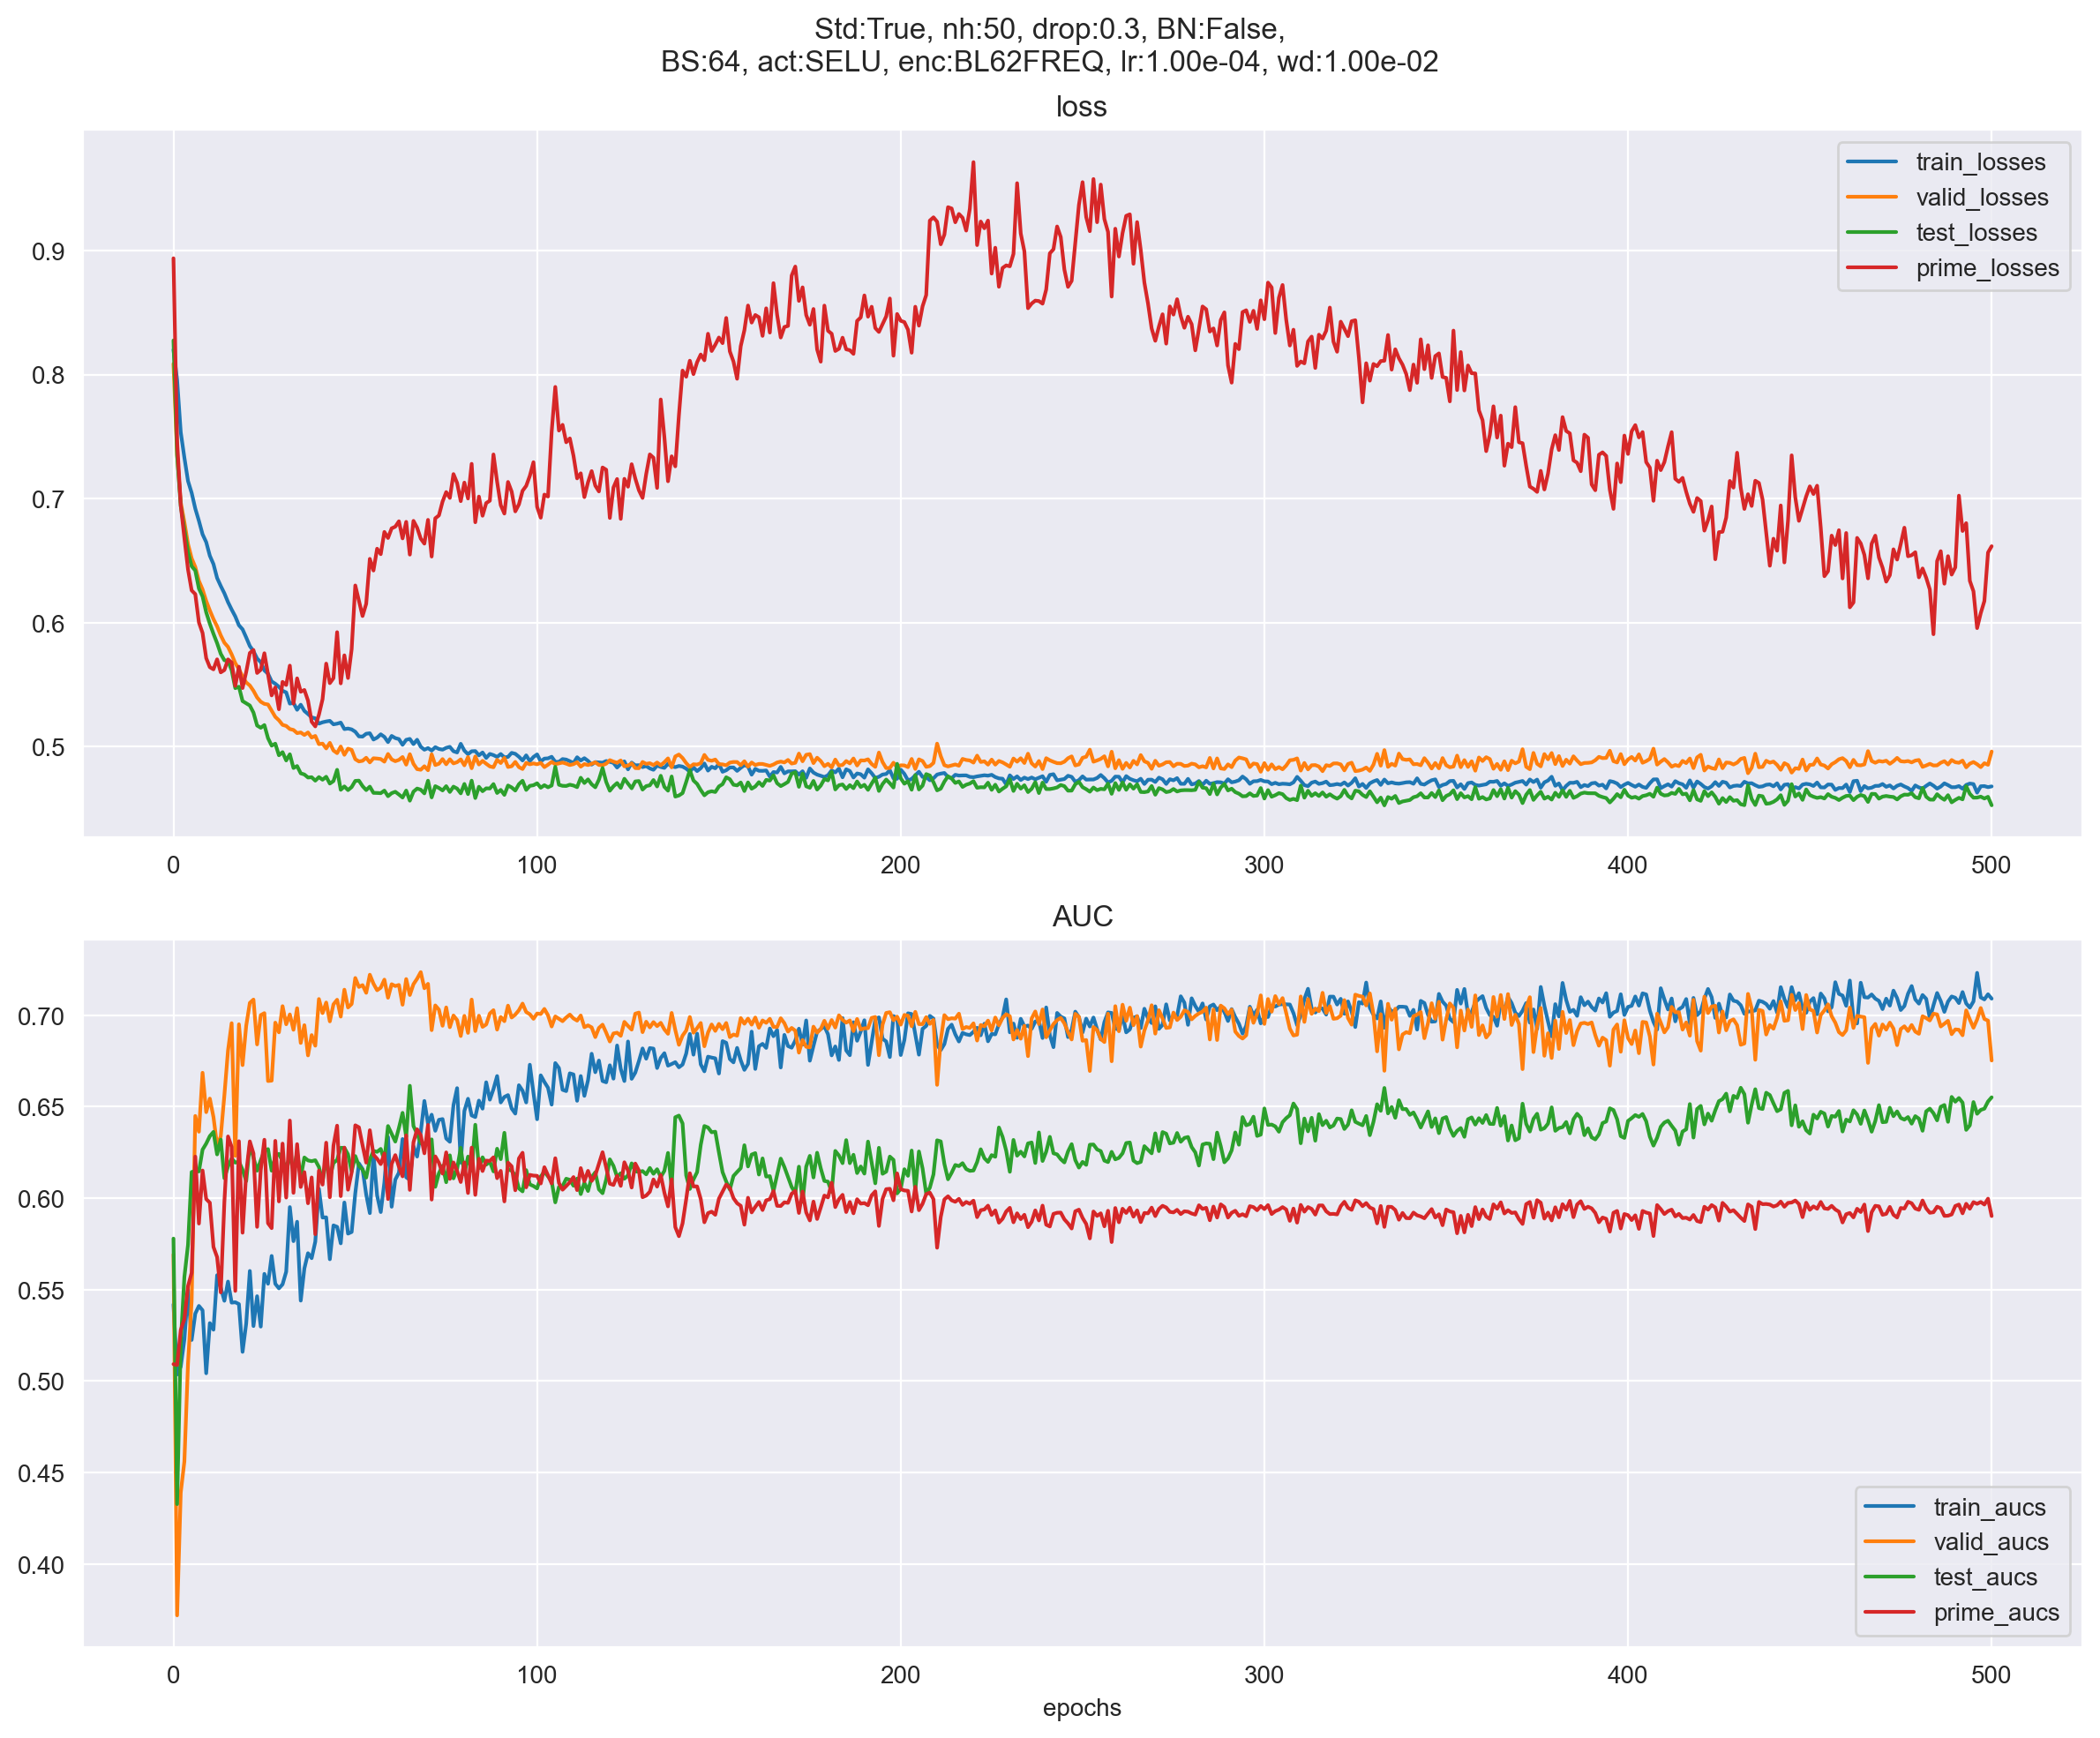 Std:True, nh:50, drop:0.3, BN:False,
BS:64, act:SELU, enc:BL62FREQ, lr:1.00e-04, wd:1.00e-02
loss
train_losses
valid_losses
test_losses
prime_losses
0.9
0.8
0.7
0.6
0.5
0 100 200 300 400 500
AUC
0.70
0.65
0.60
0.55
0.50
0.45
0.40
train_aucs
valid_aucs
test_aucs
prime_aucs
0 100 200 300 400 500
epochs